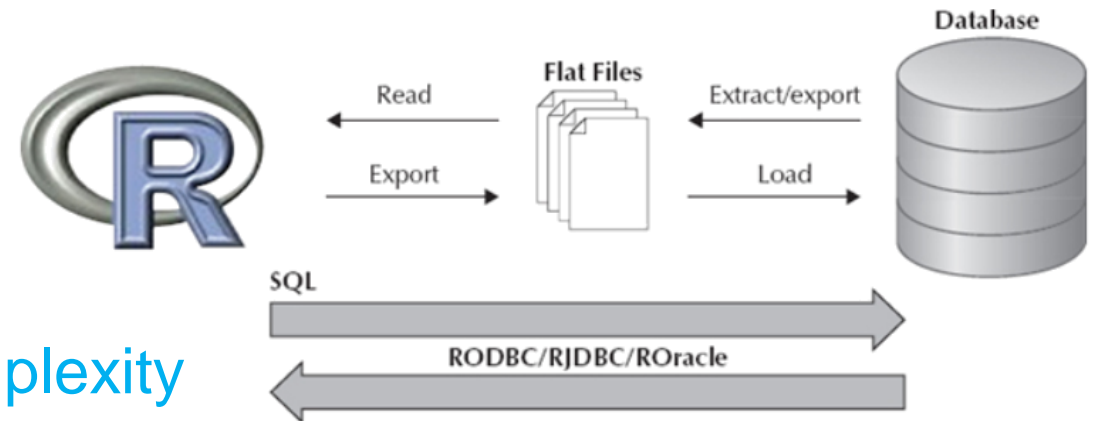 Database
Flat Files
Read
Extract/export
Export
Load
R
SQL
RODBC/RJDBC/ROracle
plexity